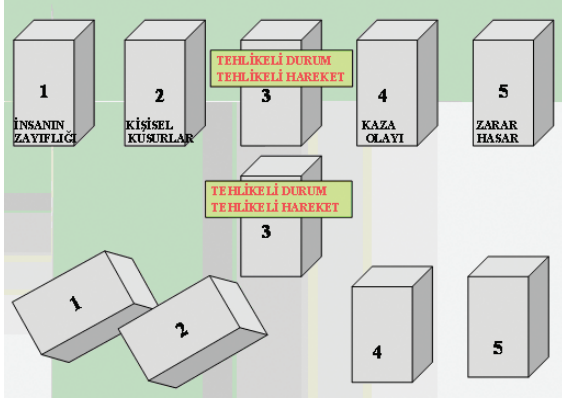 TEHLİKELİ DURUM
TEHLİKELİ HAREKET
1
2
3
4
5
İNSANIN
ZAYIFLIĞI
KİŞİSEL
KUSURLAR
KAZA
OLAYI
ZARAR
HASAR
TEHLİKELİ DURUM
TEHLİKELİ HAREKET
3
1
2
4
5